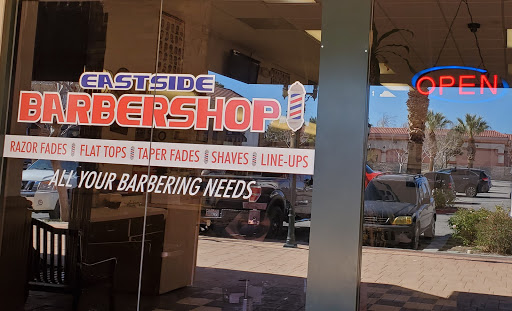 EASTSIDE
BARBERSHOP
RAZOR FADES FLAT TOPS TAPER FADES SHAVES LINE-UPS
ALL YOUR BARBERING NEEDS
OPEN